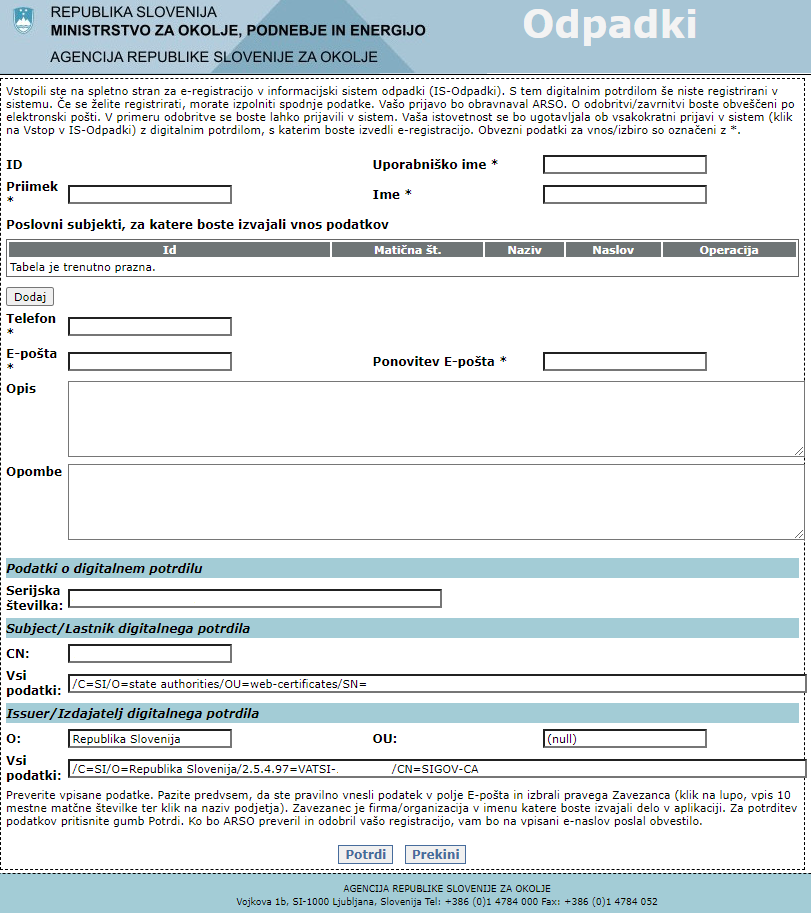 REPUBLIKA SLOVENIJA
MINISTRSTVO ZA OKOLJE, PODNEBJE IN ENERGIJO
AGENCIJA REPUBLIKE SLOVENIJE ZA OKOLJE
Odpadki
Vstopili ste na spletno stran za e-registracijo v informacijski sistem odpadki (IS-Odpadki). S tem digitalnim potrdilom še niste registrirani v
sistemu. Če se želite registrirati, morate izpolniti spodnje podatke. Vašo prijavo bo obravnaval ARSO. O odobritvi/zavrnitvi boste obveščeni po
elektronski pošti. V primeru odobritve se boste lahko prijavili v sistem. Vaša istovetnost se bo ugotavljala ob vsakokratni prijavi v sistem (klik
na Vstop v IS-Odpadki) z digitalnim potrdilom, s katerim boste izvedli e-registracijo. Obvezni podatki za vnos/izbiro so označeni z *.
ID Uporabniško ime *
Priimek
* Ime *
Poslovni subjekti, za katere boste izvajali vnos podatkov
Id Matična št. Naziv Naslov Operacija
Tabela je trenutno prazna.
Dodaj
Telefon
*
E-pošta
* Ponovitev E-pošta *
Opis
Opombe
Podatki o digitalnem potrdilu
Serijska
številka:
Subject/Lastnik digitalnega potrdila
CN:
Vsi
podatki: /C=SI/O=state authorities/OU=web-certificates/SN=
Issuer/Izdajatelj digitalnega potrdila
O: Republika Slovenija OU: (null)
Vsi
podatki: /C=SI/O=Republika Slovenija/2.5.4.97=VATSI-. /CN=SIGOV-CA
Preverite vpisane podatke. Pazite predvsem, da ste pravilno vnesli podatek v polje E-pošta in izbrali pravega Zavezanca (klik na lupo, vpis 10
mestne matčne številke ter klik na naziv podjetja). Zavezanec je firma/organizacija v imenu katere boste izvajali delo v aplikaciji. Za potrditev
podatkov pritisnite gumb Potrdi. Ko bo ARSO preveril in odobril vašo registracijo, vam bo na vpisani e-naslov poslal obvestilo.
Potrdi Prekini
AGENCIJA REPUBLIKE SLOVENIJE ZA OKOLJE
Vojkova 1b, SI-1000 Ljubljana, Slovenija Tel: +386 (0)1 4784 000 Fax: +386 (0)1 4784 052